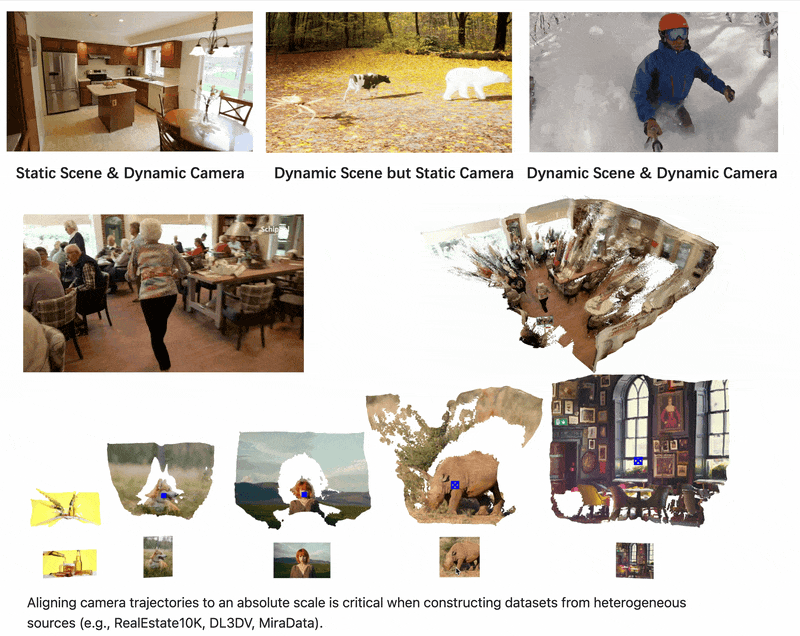 Static Scene & Dynamic Camera
Dynamic Scene but Static Camera
Dynamic Scene & Dynamic Camera
Aligning camera trajectories to an absolute scale is critical when constructing datasets from heterogeneous
sources (e.g., RealEstate10K, DL3DV, MiraData).